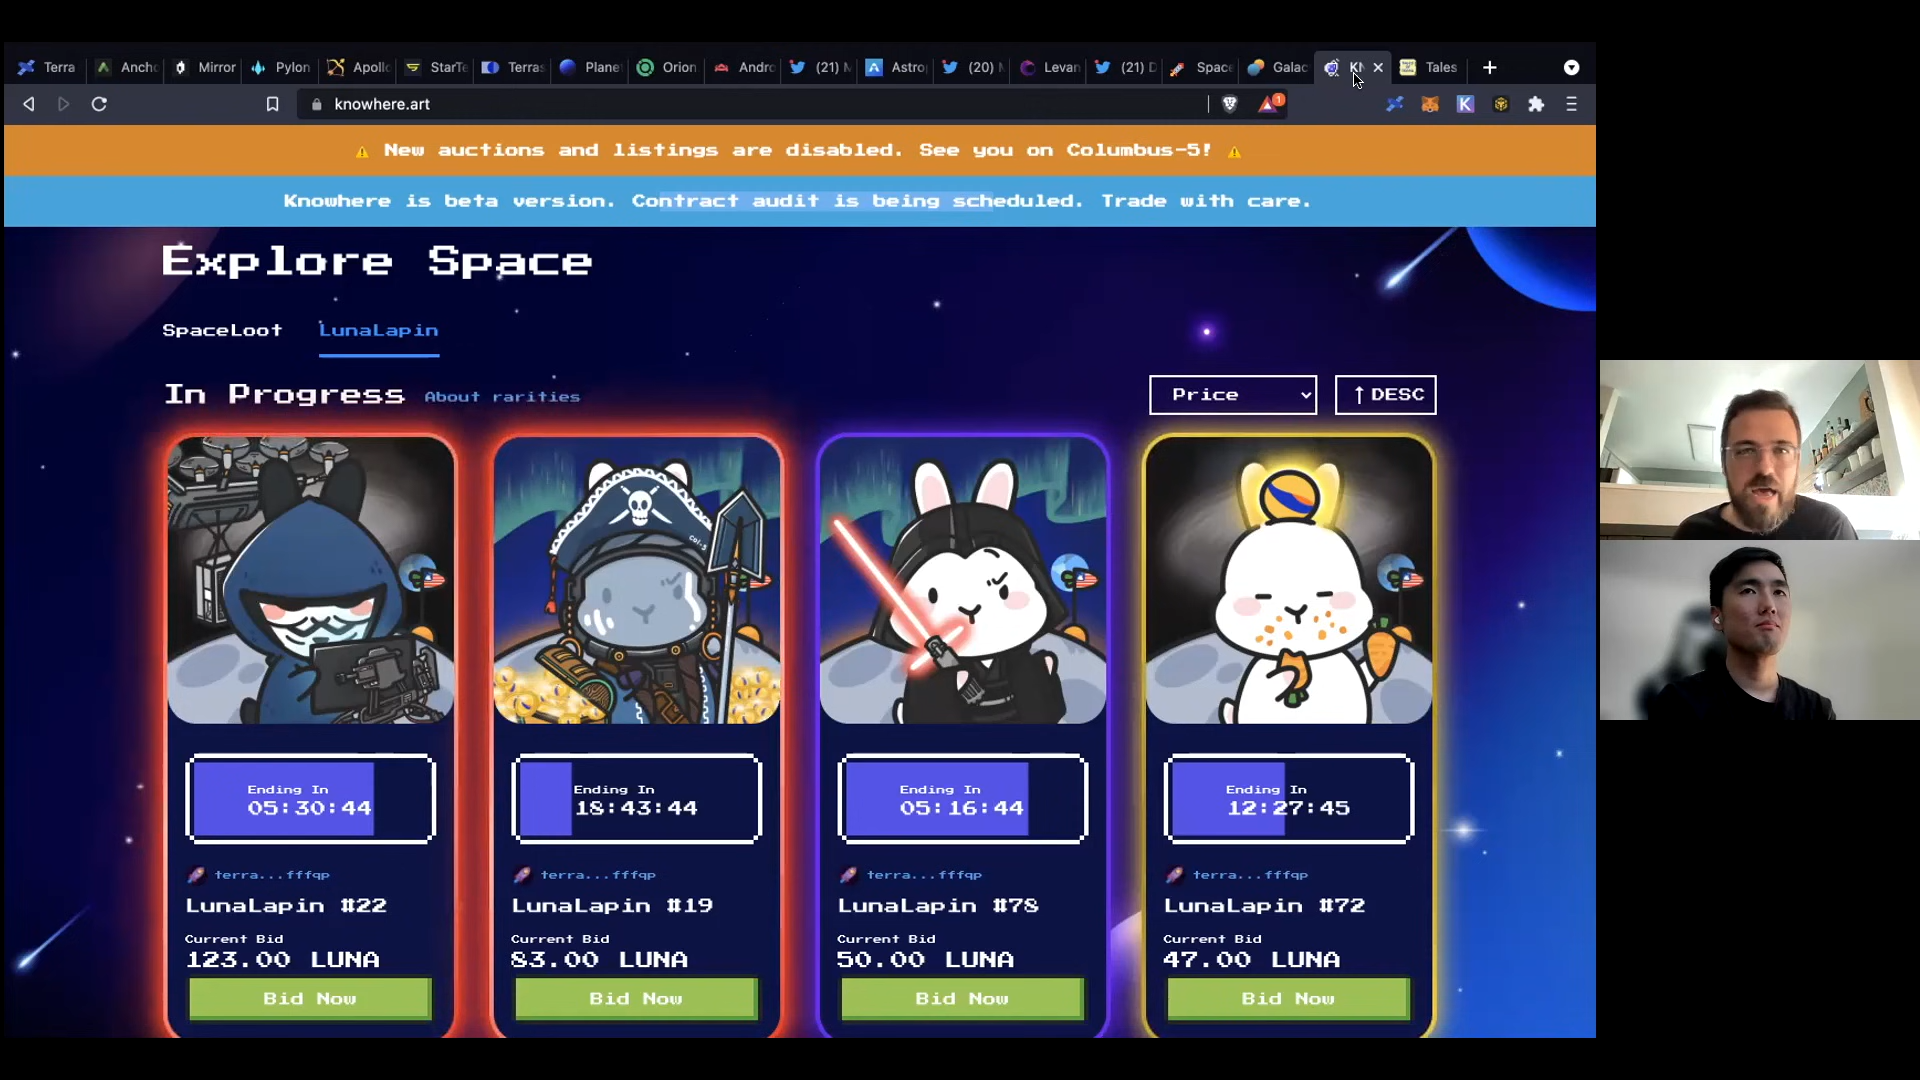 Terra Ancho Mirror Pylon Apollo StarTe Terras Plane Orion Andro (21) M Astro (20) M Levan (21) D Space Galac KN Tales
knowhere.art
1
New auctions and listings are disabled. See you on Columbus-5!
Knowhere is beta version. Contract audit is being scheduled. Trade with care.
Explore Space
SpaceLoot LunaLapin
In Progress About rarities Price ↑ DESC
Ending In Ending In Ending In Ending In
05:30:44 18:43:44 05:16:44 12:27:45
terra...fffqp terra...fffqp terra...fffqp terra...fffqp
LunaLapin #22 LunaLapin #19 LunaLapin #78 LunaLapin #72
Current Bid Current Bid Current Bid Current Bid
123.00 LUNA 83.00 LUNA 50.00 LUNA 47.00 LUNA
Bid Now Bid Now Bid Now Bid Now